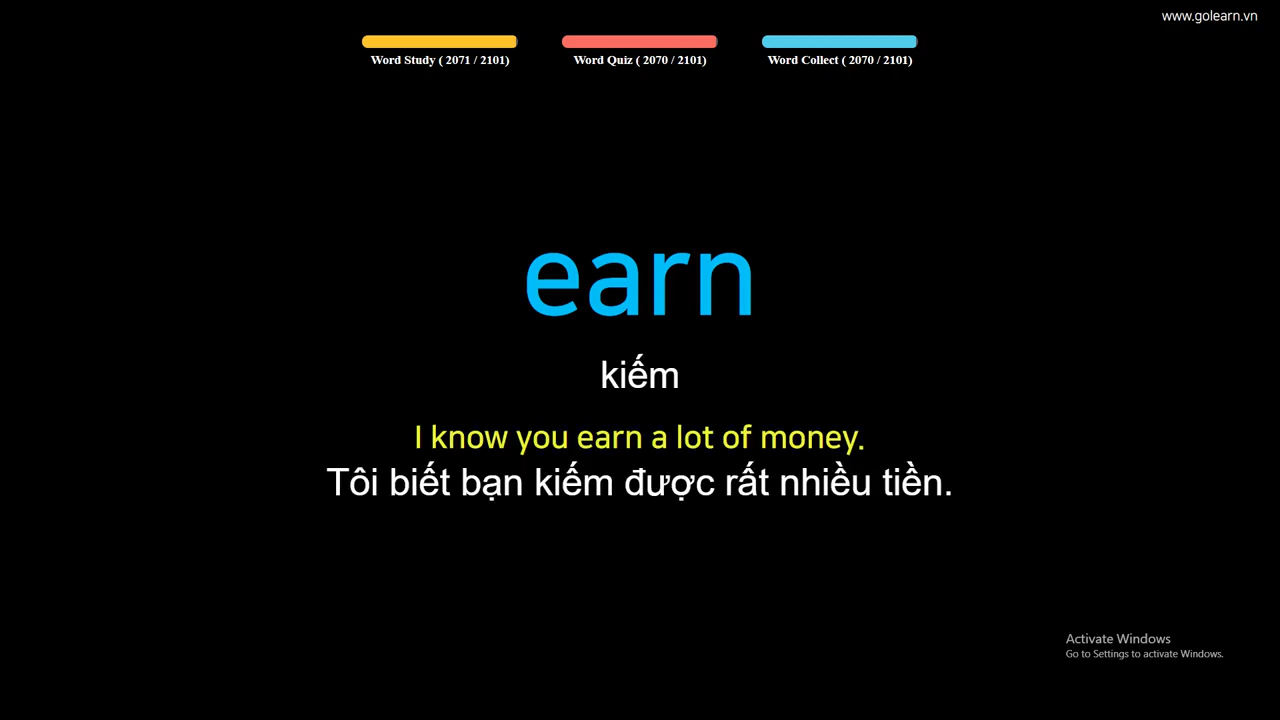 www.golearn.vn
Word Study ( 2071 / 2101)
Word Quiz ( 2070 / 2101)
Word Collect ( 2070 / 2101)
earn
kiếm
I know you earn a lot of money.
Tôi biết bạn kiếm được rất nhiều tiền.
Activate Windows
Go to Settings to activate Windows.